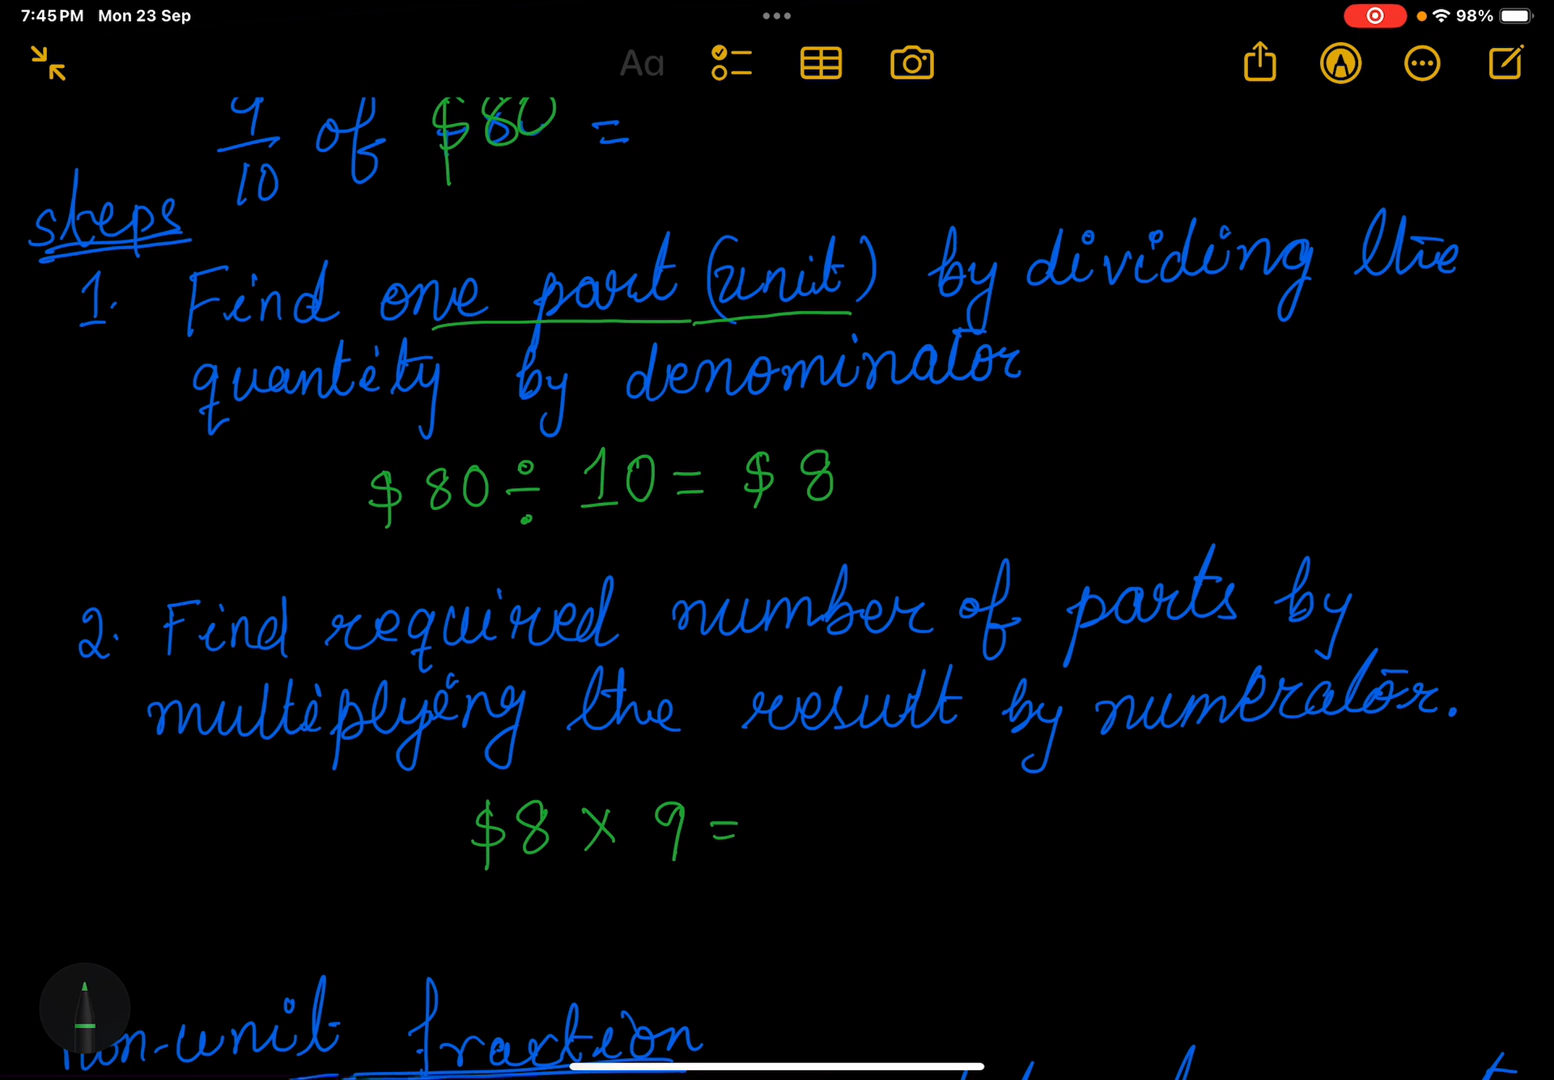 7:45 PM Mon 23 Sep
98%
Aa
9/10 of $80 =
steps
1. Find one part (unit) by dividing the
quantity by denominator
$80 ÷ 10 = $8
2. Find required number of parts by
multiplying the result by numerator.
$8 × 9 =
non-unit fraction